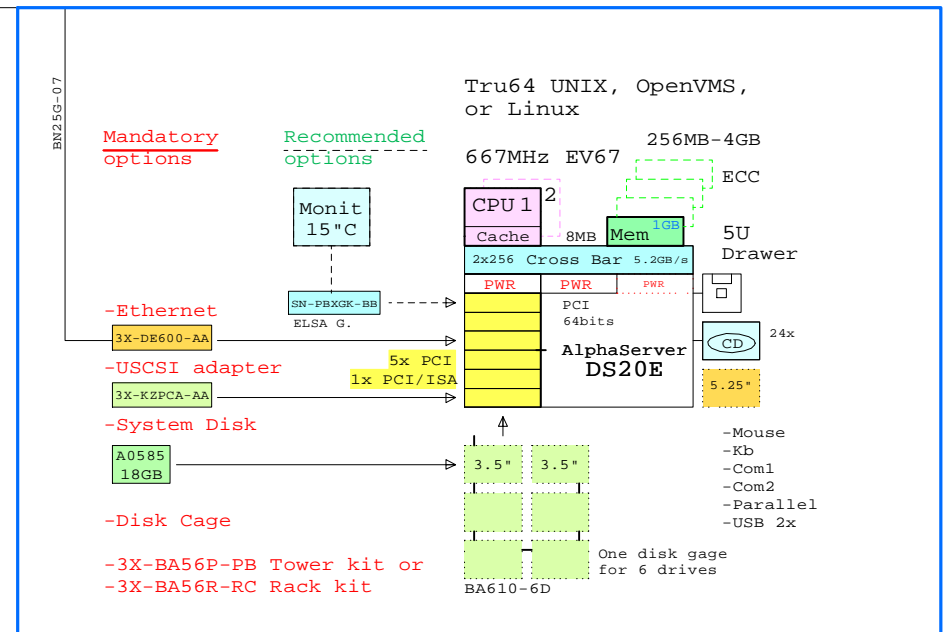 BN25G-07
Tru64 UNIX, OpenVMS,
or Linux
Mandatory
options
Recommended
options
667MHz EV67
256MB-4GB
ECC
Monit
15"C
CPU 1
2
Cache
8MB
Mem
1GB
5U
Drawer
2x256 Cross Bar 5.2GB/s
PWR
PWR
PWR
SN-PBXGK-BB
ELSA G.
PCI
64bits
-Ethernet
3X-DE600-AA
AlphaServer
DS20E
CD
24x
5x PCI
1x PCI/ISA
-USCSI adapter
3X-KZPCA-AA
5.25"
-System Disk
A0585
18GB
3.5"
3.5"
-Mouse
-Kb
-Com1
-Com2
-Parallel
-USB 2x
-Disk Cage
One disk gage
for 6 drives
-3X-BA56P-PB Tower kit or
-3X-BA56R-RC Rack kit
BA610-6D